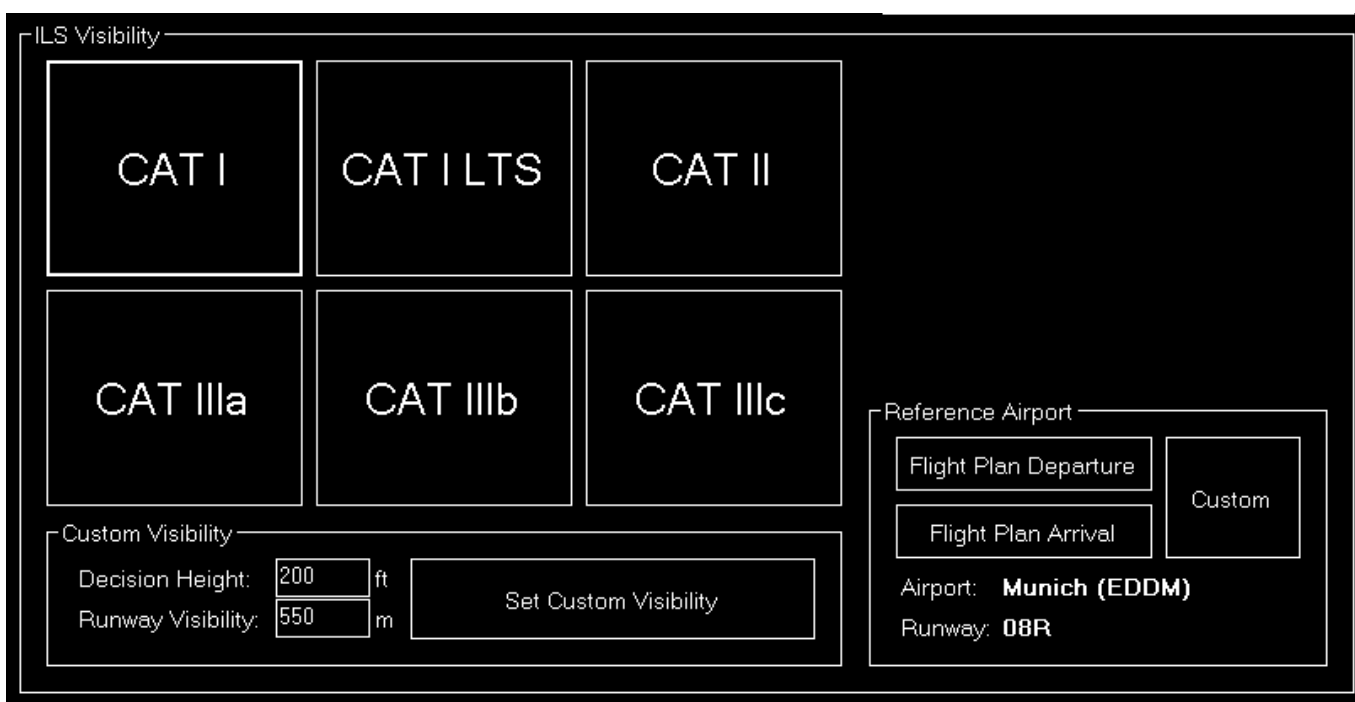 ILS Visibility
CAT I
CAT I LTS
CAT II
CAT IIIa
CAT IIIb
CAT IIIc
Custom Visibility
Decision Height: 200 ft
Runway Visibility: 550 m
Set Custom Visibility
Reference Airport
Flight Plan Departure
Flight Plan Arrival
Custom
Airport: Munich (EDDM)
Runway: 08R